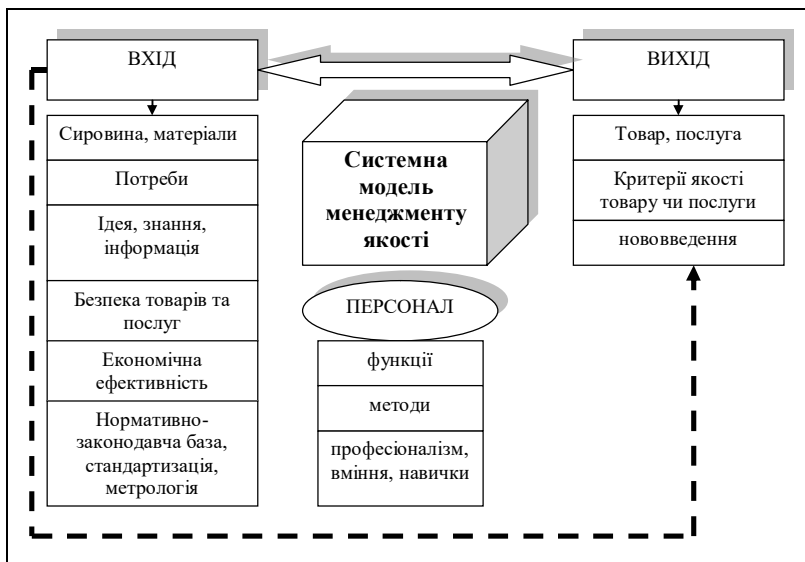 ВХІД
Сировина, матеріали
Потреби
Ідея, знання,
інформація
Безпека товарів та
послуг
Економічна
ефективність
Нормативно-
законодавча база,
стандартизація,
метрологія
Системна
модель
менеджменту
якості
ПЕРСОНАЛ
функції
методи
професіоналізм,
вміння, навички
ВИХІД
Товар, послуга
Критерії якості
товару чи послуги
нововведення